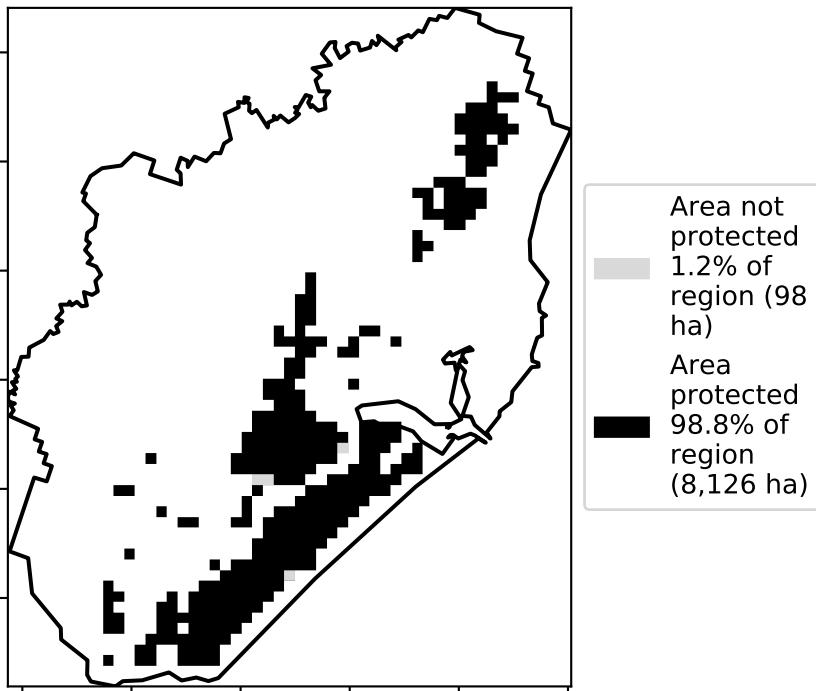 Area not
protected
1.2% of
region (98
ha)
Area
protected
98.8% of
region
(8,126 ha)